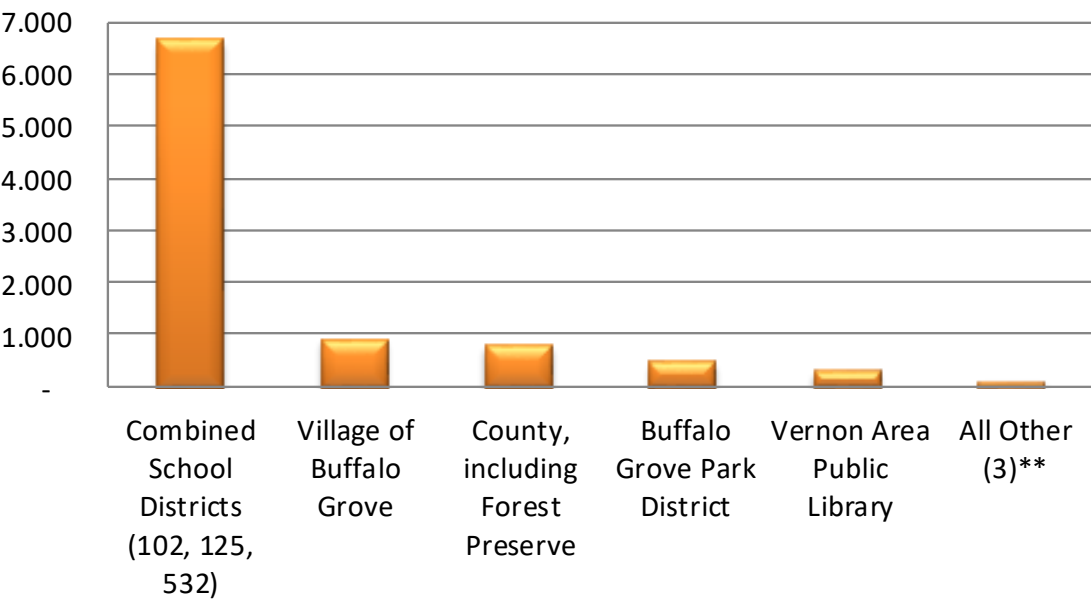 7.000
6.000
5.000
4.000
3.000
2.000
1.000
-
Combined
School
Districts
(102, 125,
532)
Village of
Buffalo
Grove
County,
including
Forest
Preserve
Buffalo
Grove Park
District
Vernon Area
Public
Library
All Other
(3)**